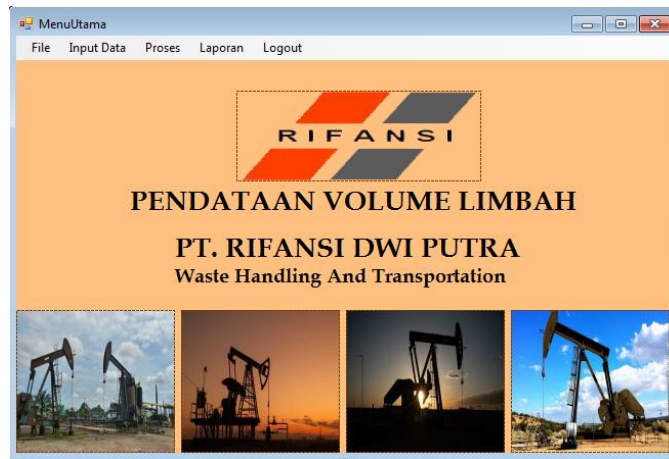 MenuUtama
File Input Data Proses Laporan Logout
RIFANSI
PENDATAAN VOLUME LIMBAH
PT. RIFANSI DWI PUTRA
Waste Handling And Transportation